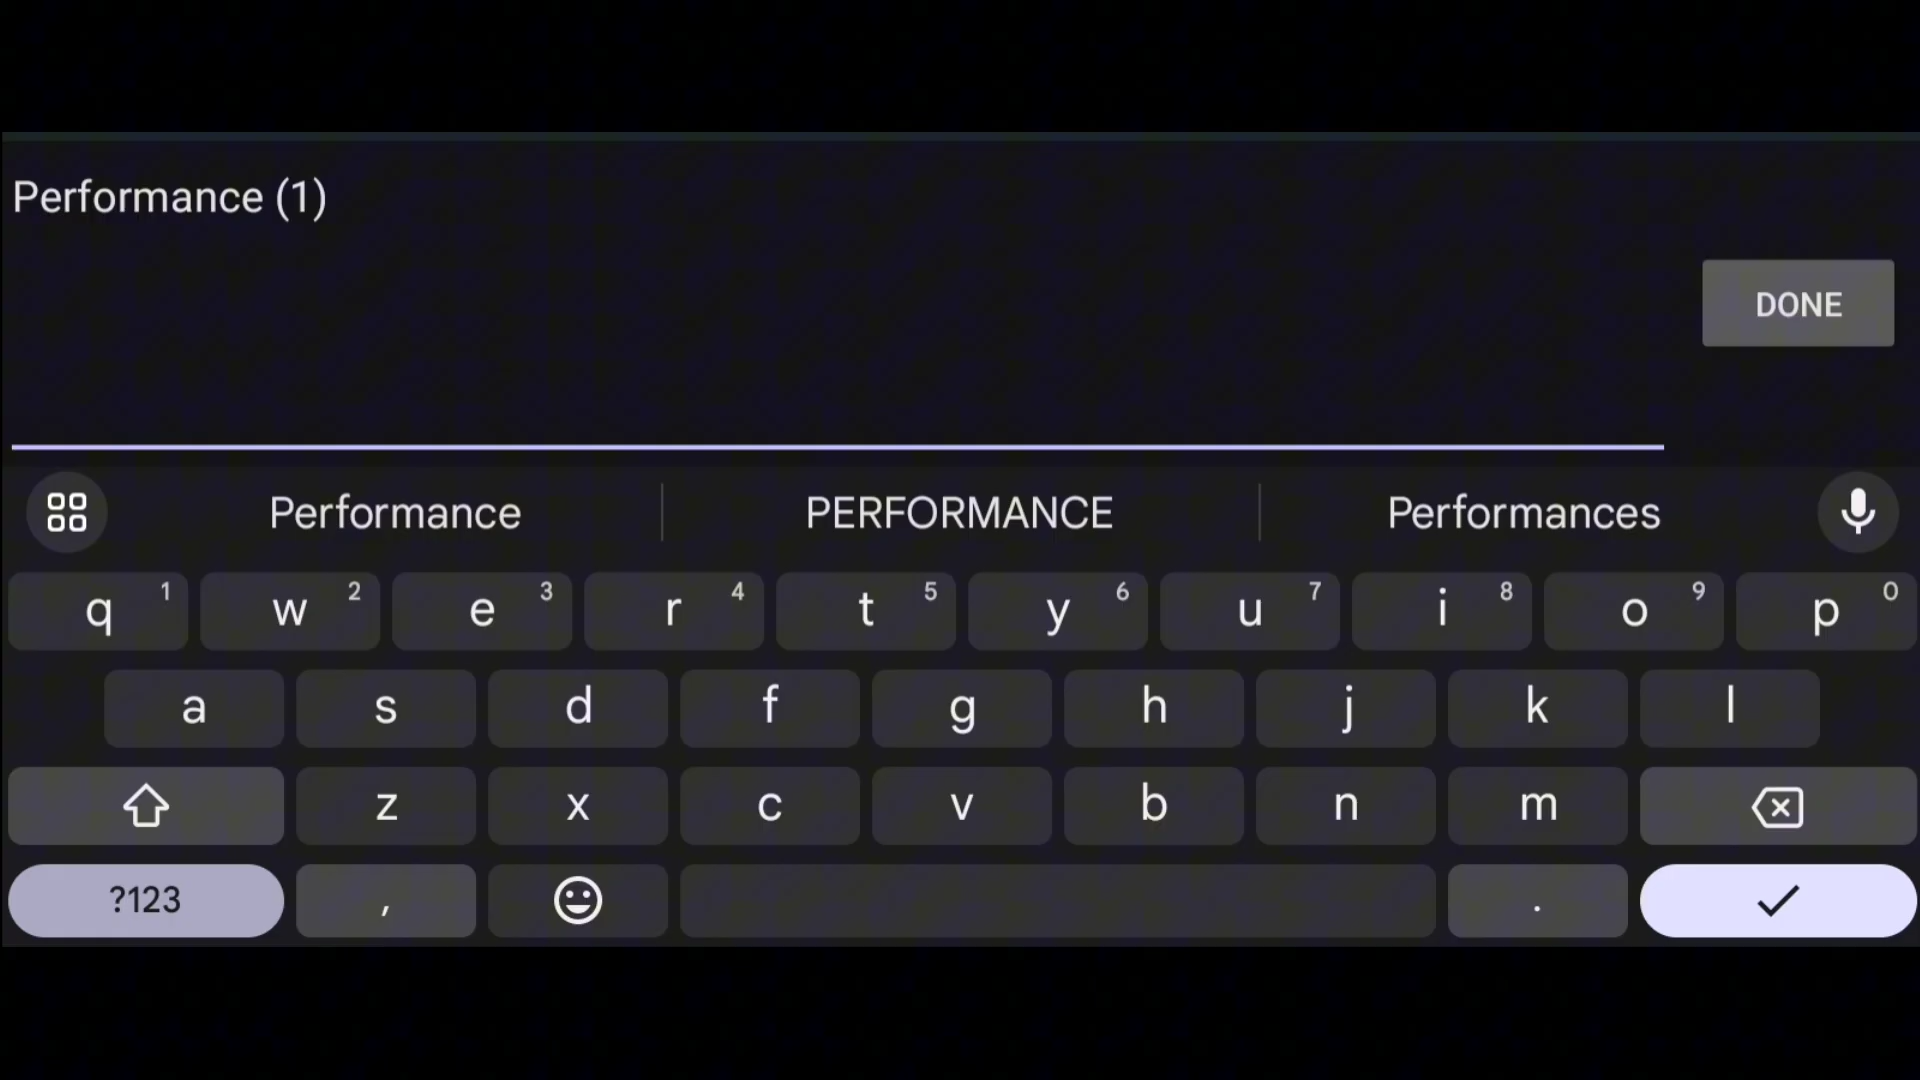 Performance (1)
DONE
Performance PERFORMANCE Performances
q 1 w 2 e 3 r 4 t 5 y 6 u 7 i 8 o 9 p 0
a s d f g h j k l
z x c v b n m
?123 , .